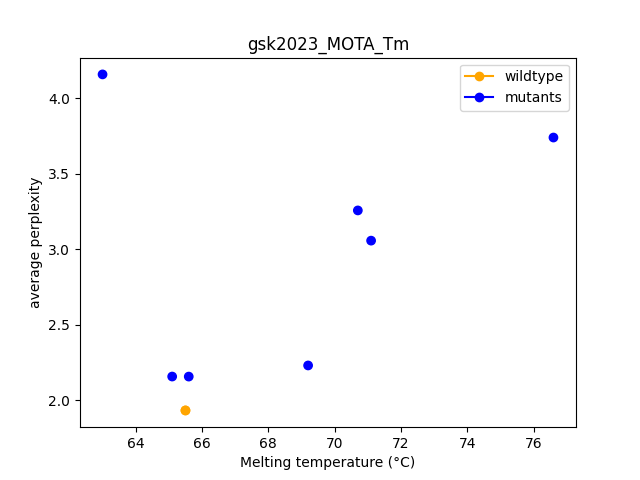 gsk2023_MOTA_Tm
wildtype
mutants
4.0
3.5
3.0
2.5
2.0
average perplexity
64
66
68
70
72
74
76
Melting temperature (°C)